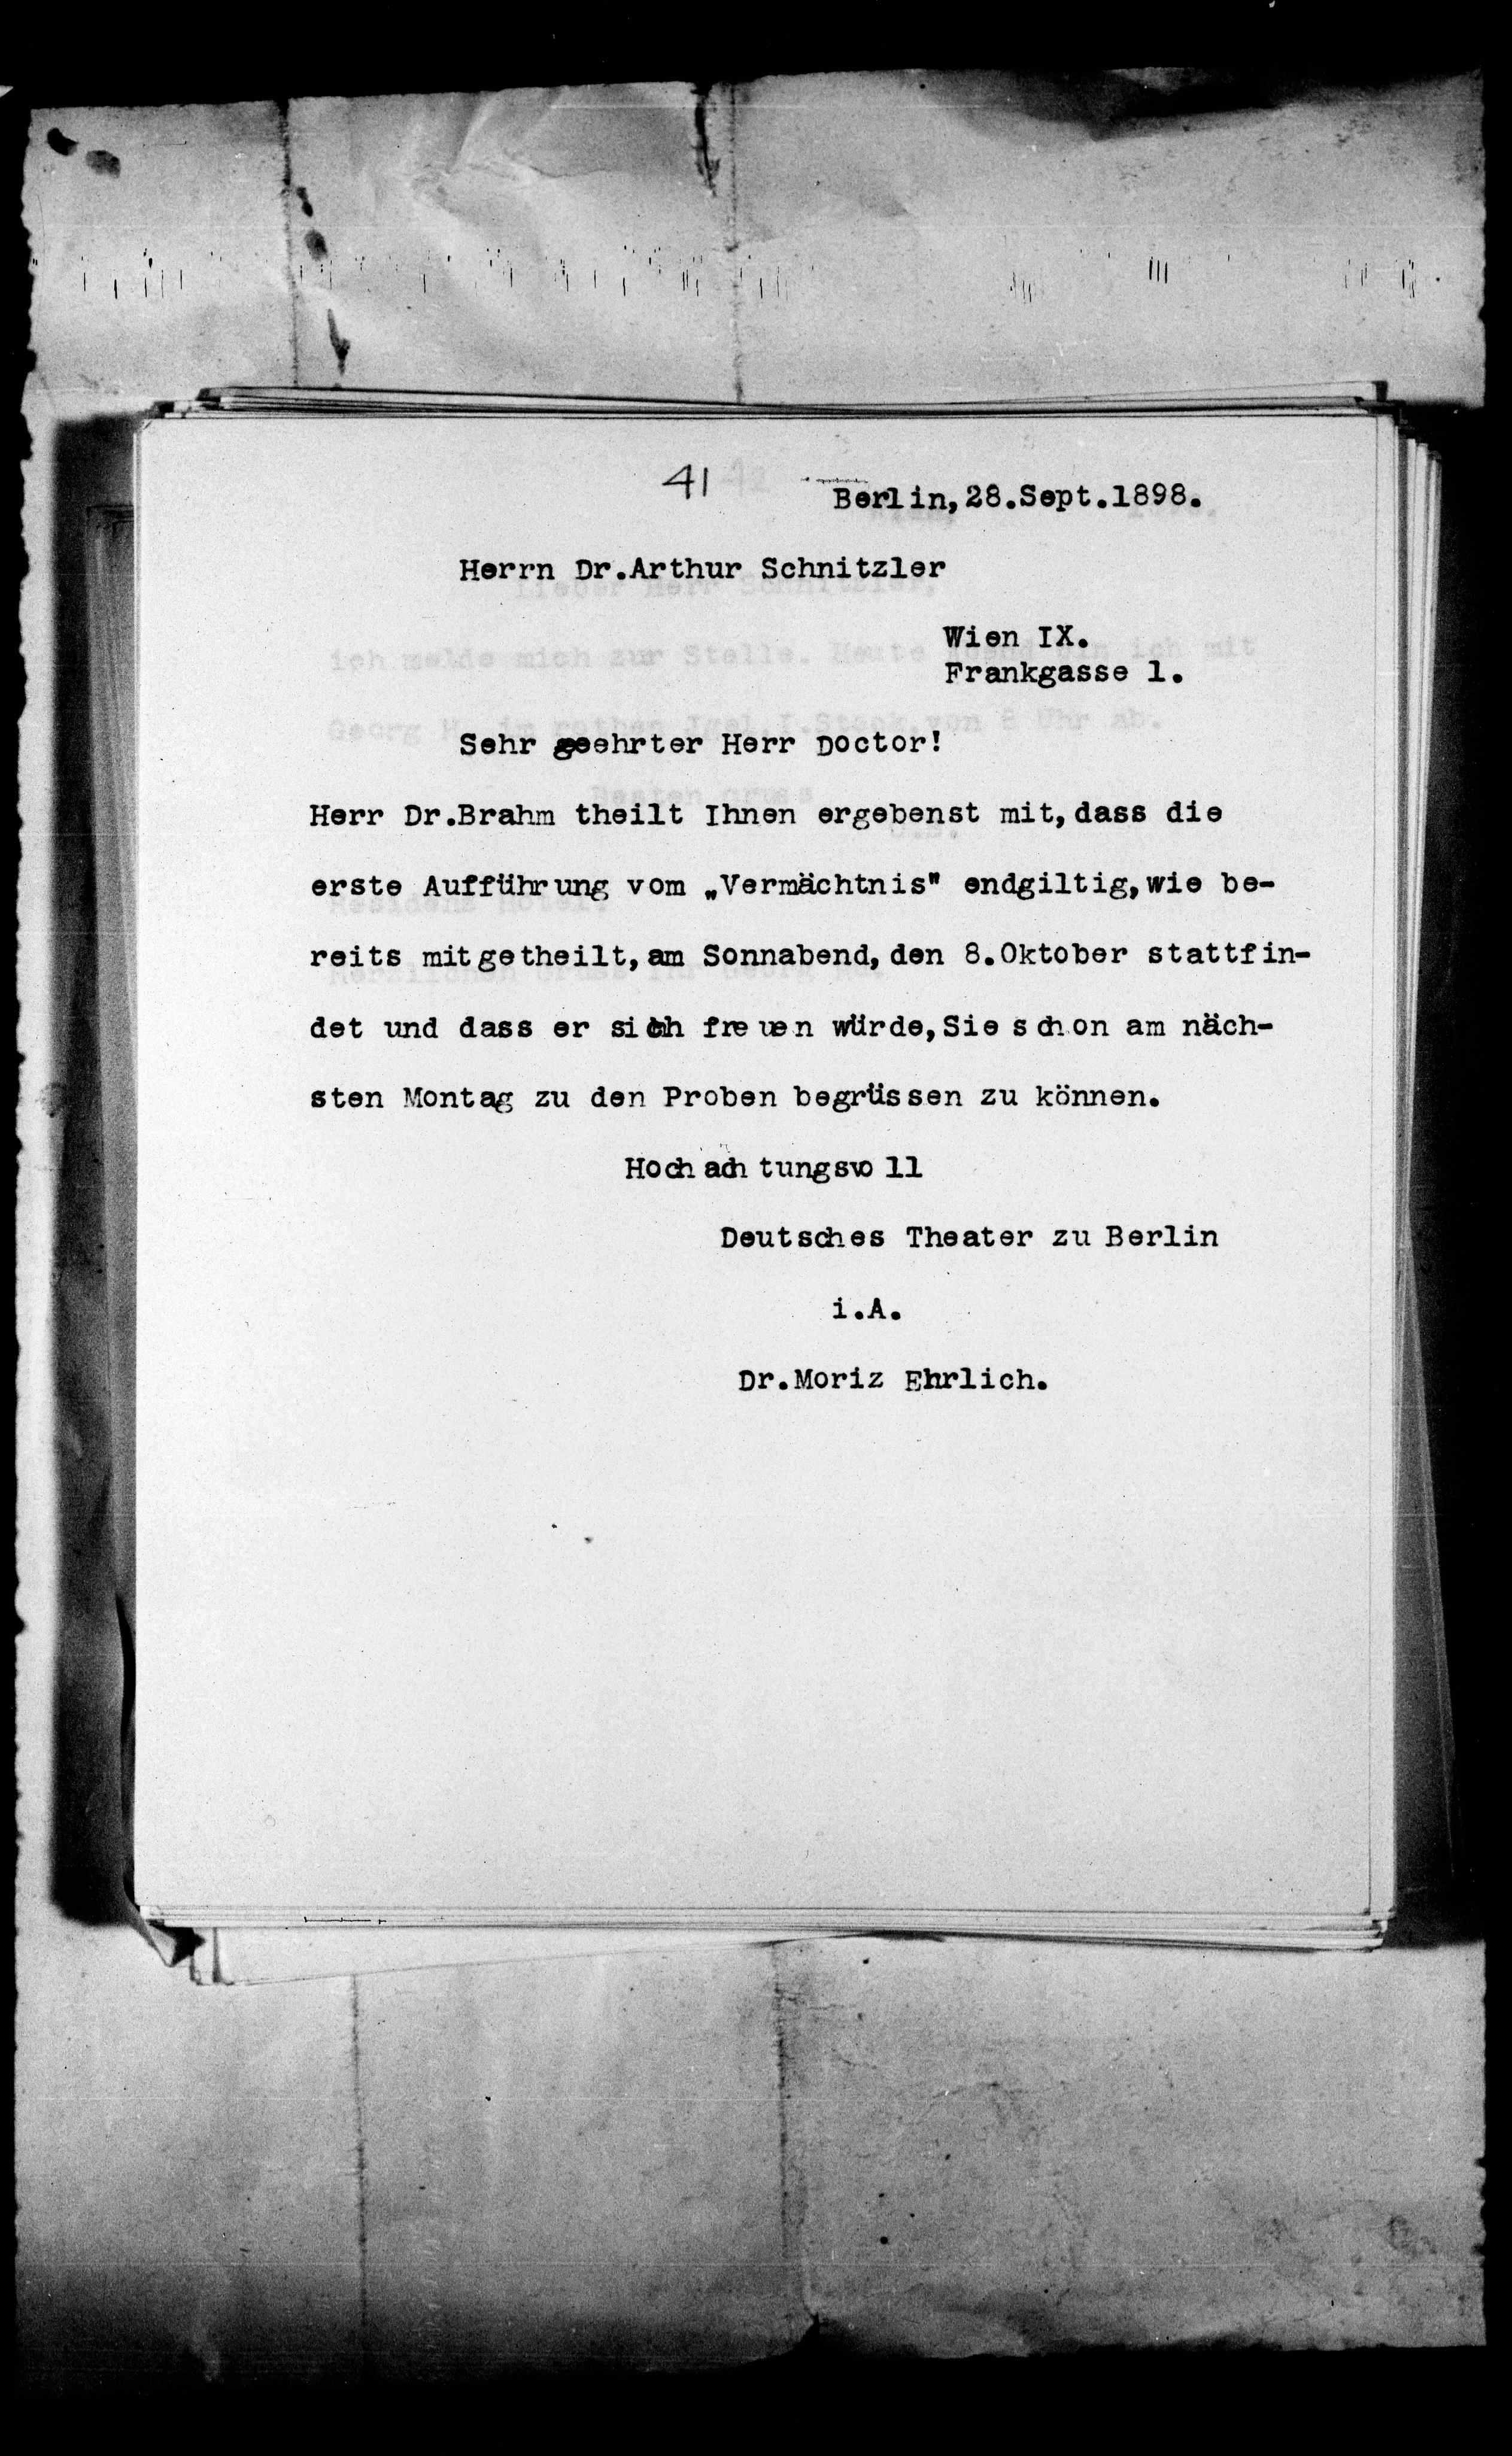 41
Berlin, 28.Sept.1898.
Herrn Dr.Arthur Schnitzler
Wien IX.
Frankgasse 1.
Sehr geehrter Herr Doctor!
Herr Dr.Brahm theilt Ihnen ergebenst mit, dass die
erste Aufführung vom „Vermächtnis" endgiltig, wie be-
reits mitgetheilt, am Sonnabend, den 8.Oktober stattfin-
det und dass er sich freuen würde, Sie schon am näch-
sten Montag zu den Proben begrüssen zu können.
Hochachtungsvoll
Deutsches Theater zu Berlin
i.A.
Dr.Moriz Ehrlich.